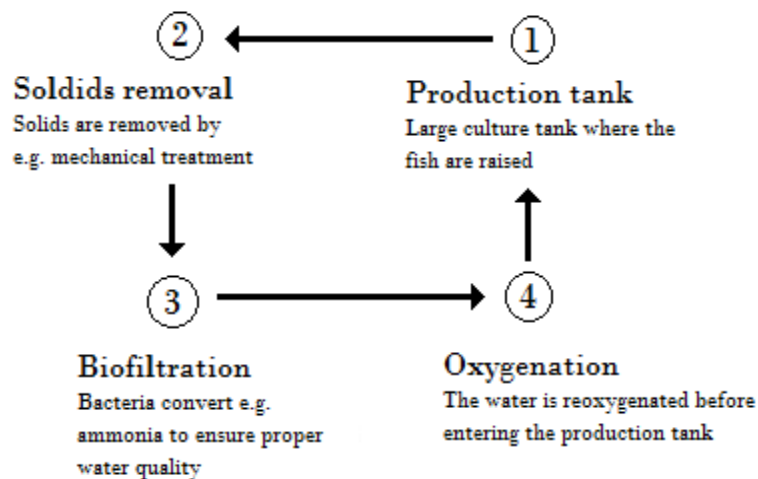 2
1
Soldids removal
Solids are removed by
e.g. mechanical treatment
Production tank
Large culture tank where the
fish are raised
3
4
Biofiltration
Bacteria convert e.g.
ammonia to ensure proper
water quality
Oxygenation
The water is reoxygenated before
entering the production tank